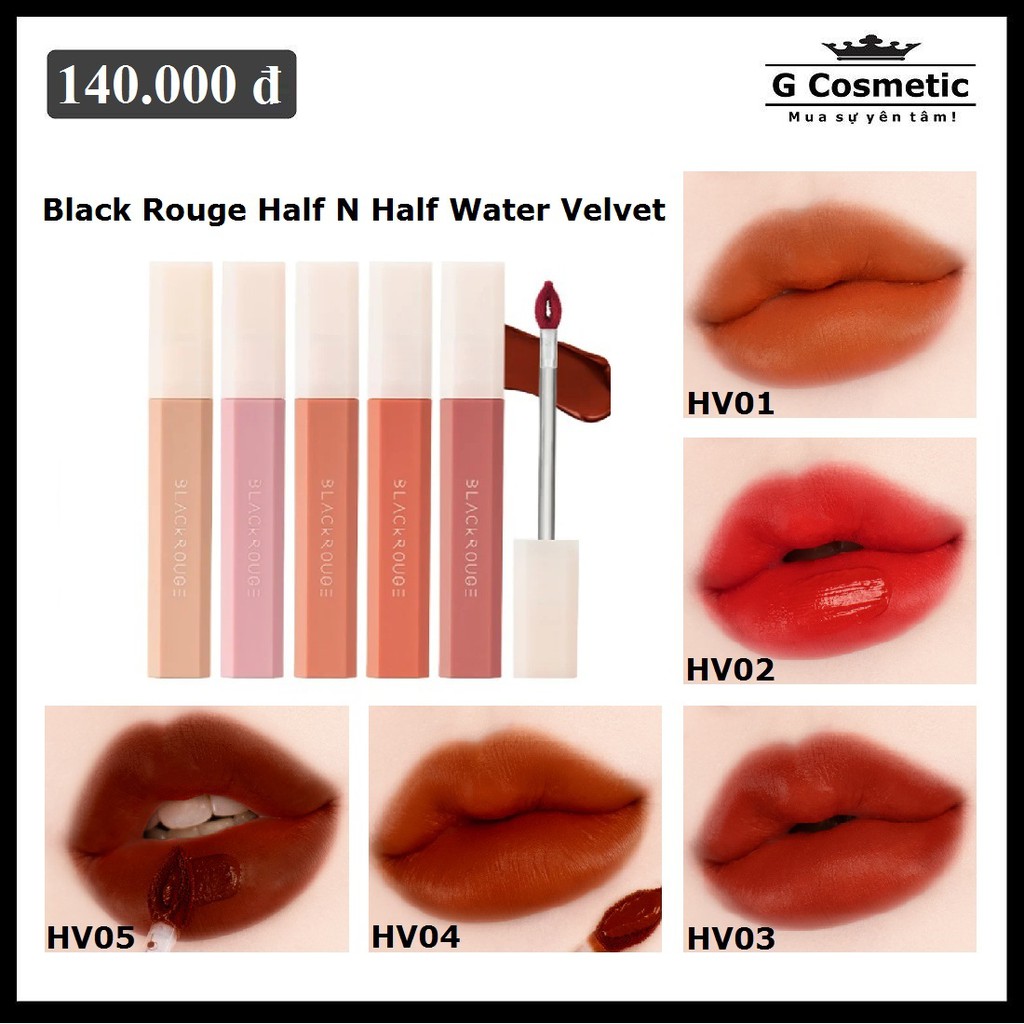 140.000 đ
G Cosmetic
Mua sự yên tâm!
Black Rouge Half N Half Water Velvet
BLACKROUGE
BLACKROUGE
BLACKROUGE
BLACKROUGE
BLACKROUGE
HV01
HV02
HV05
HV04
HV03